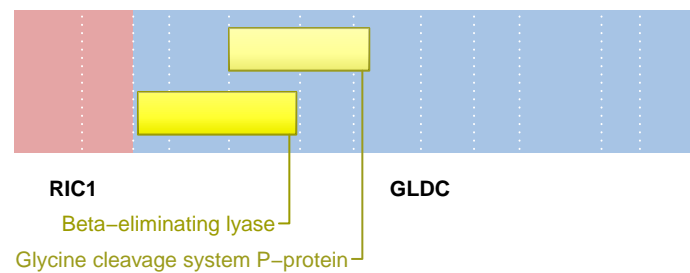 RIC1 GLDC
Beta−eliminating lyase
Glycine cleavage system P−protein